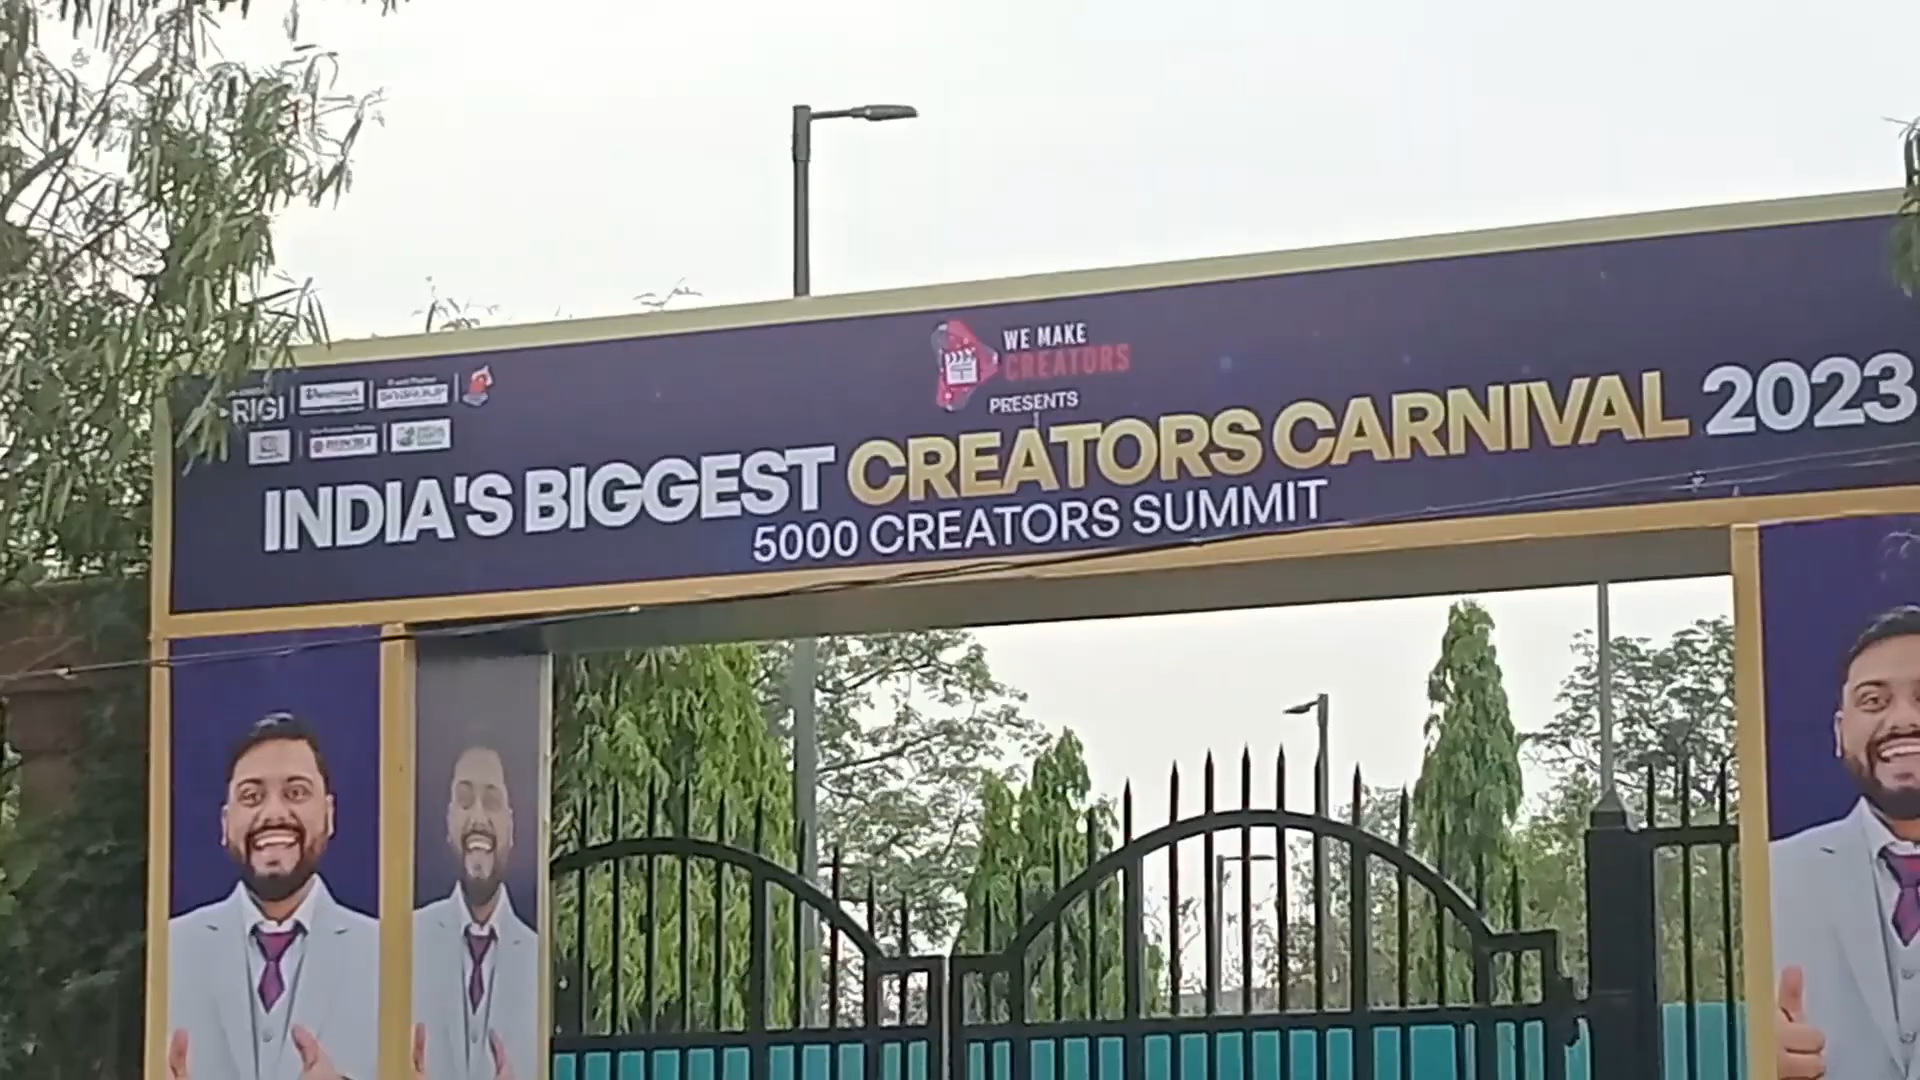 WE MAKE
CREATORS
PRESENTS
RIGI
INDIA'S BIGGEST CREATORS CARNIVAL 2023
5000 CREATORS SUMMIT